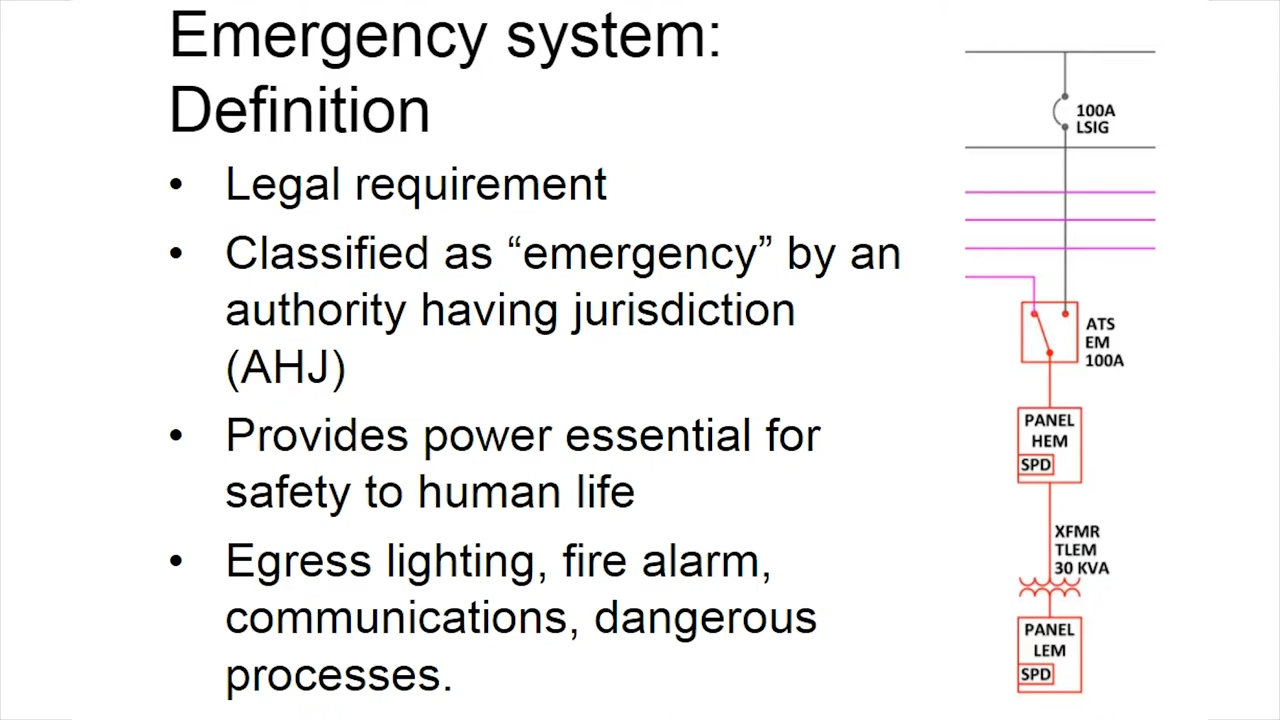 Emergency system:
Definition
• Legal requirement
• Classified as “emergency” by an
authority having jurisdiction
(AHJ)
• Provides power essential for
safety to human life
• Egress lighting, fire alarm,
communications, dangerous
processes.
100A
LSIG
ATS
EM
100A
PANEL
HEM
SPD
XFMR
TLEM
30 KVA
PANEL
LEM
SPD